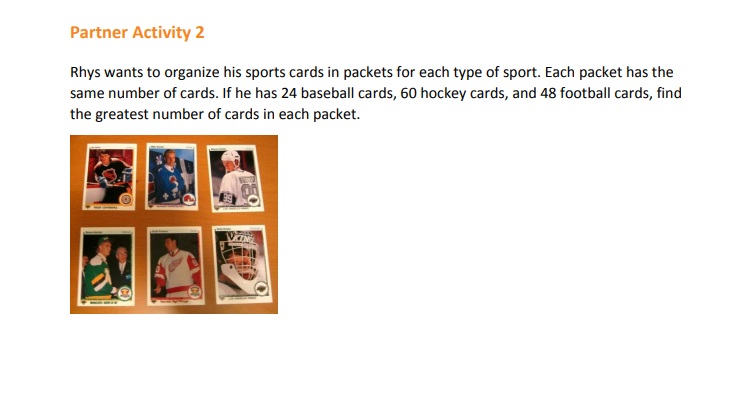 Partner Activity 2
Rhys wants to organize his sports cards in packets for each type of sport. Each packet has the
same number of cards. If he has 24 baseball cards, 60 hockey cards, and 48 football cards, find
the greatest number of cards in each packet.